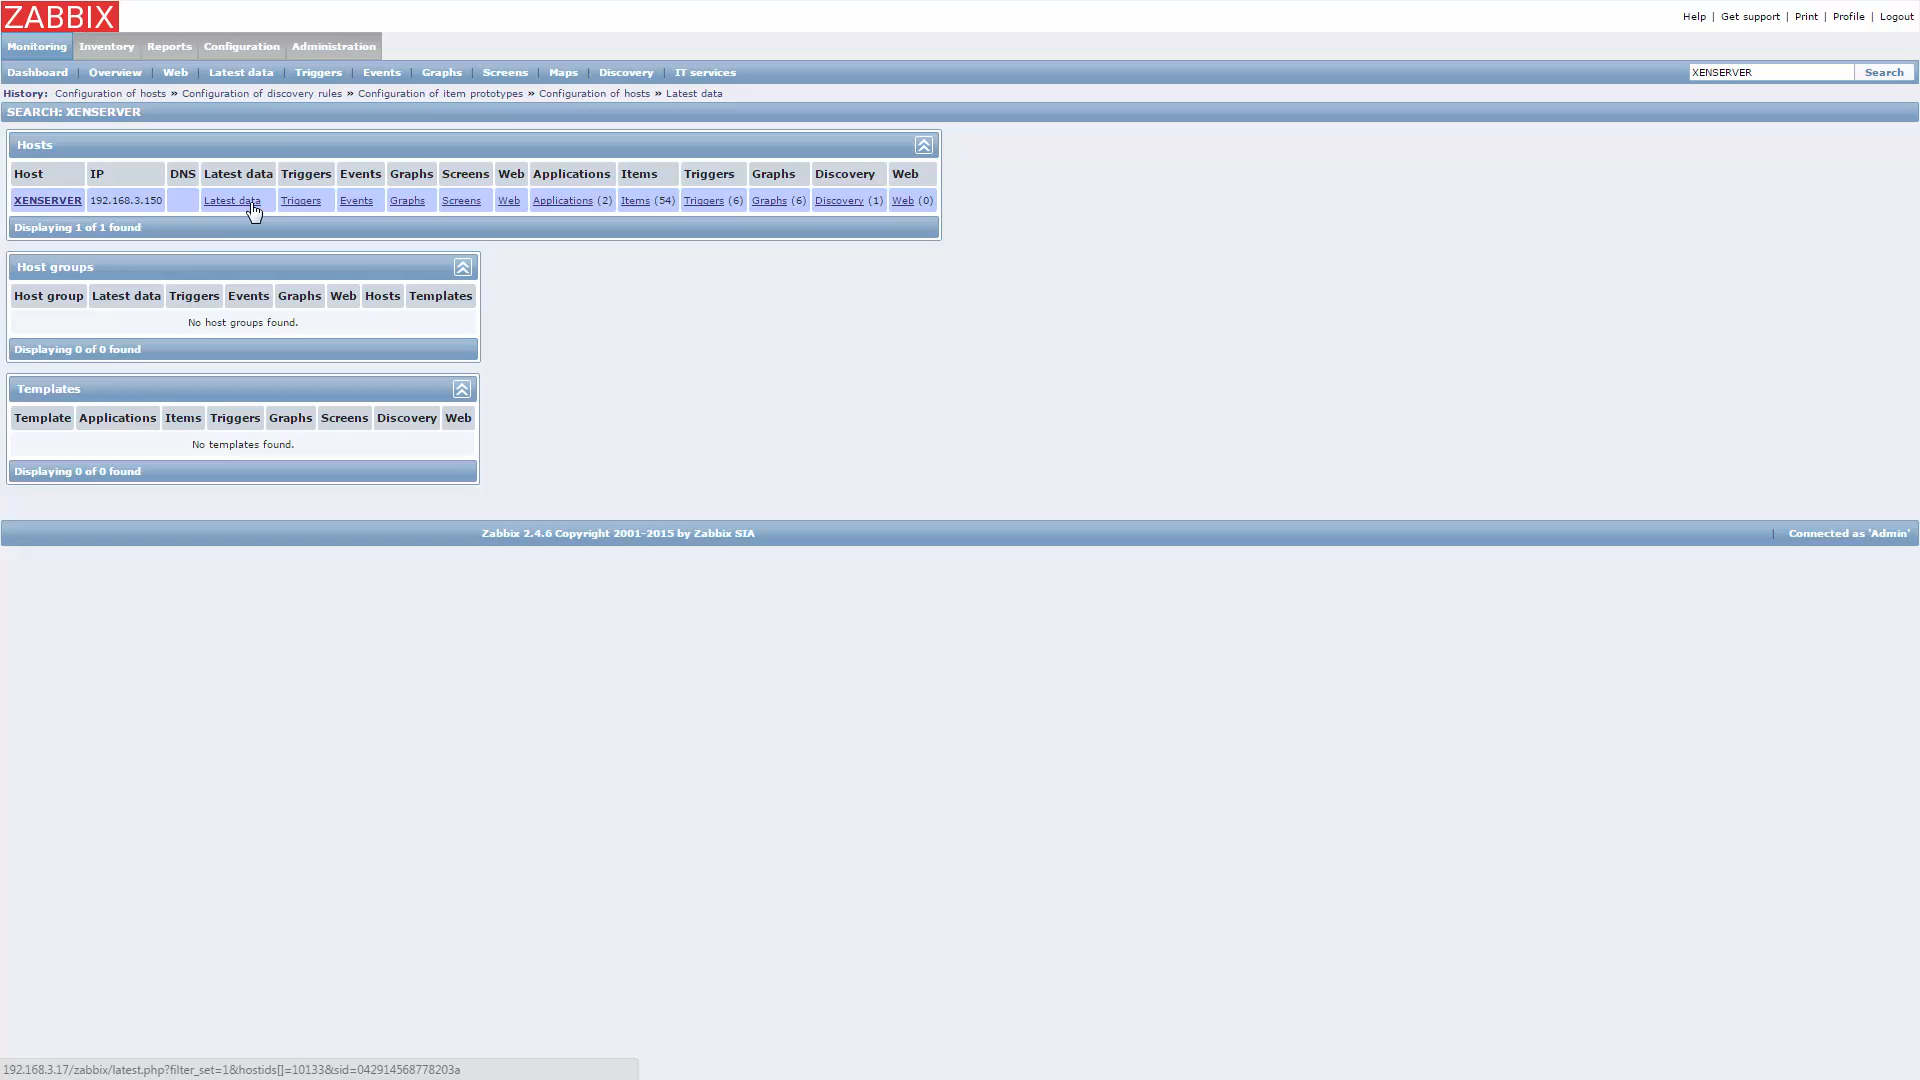 ZABBIX
Help | Get support | Print | Profile | Logout
Monitoring Inventory Reports Configuration Administration
Dashboard | Overview | Web | Latest data | Triggers | Events | Graphs | Screens | Maps | Discovery | IT services XENSERVER Search
History: Configuration of hosts » Configuration of discovery rules » Configuration of item prototypes » Configuration of hosts » Latest data
SEARCH: XENSERVER
Hosts
Host IP DNS Latest data Triggers Events Graphs Screens Web Applications Items Triggers Graphs Discovery Web
XENSERVER 192.168.3.150 Latest data Triggers Events Graphs Screens Web Applications (2) Items (54) Triggers (6) Graphs (6) Discovery (1) Web (0)
Displaying 1 of 1 found
Host groups
Host group Latest data Triggers Events Graphs Web Hosts Templates
No host groups found.
Displaying 0 of 0 found
Templates
Template Applications Items Triggers Graphs Screens Discovery Web
No templates found.
Displaying 0 of 0 found
Zabbix 2.4.6 Copyright 2001-2015 by Zabbix SIA | Connected as 'Admin'
192.168.3.17/zabbix/latest.php?filter_set=1&hostids[]=10133&sid=042914568778203a